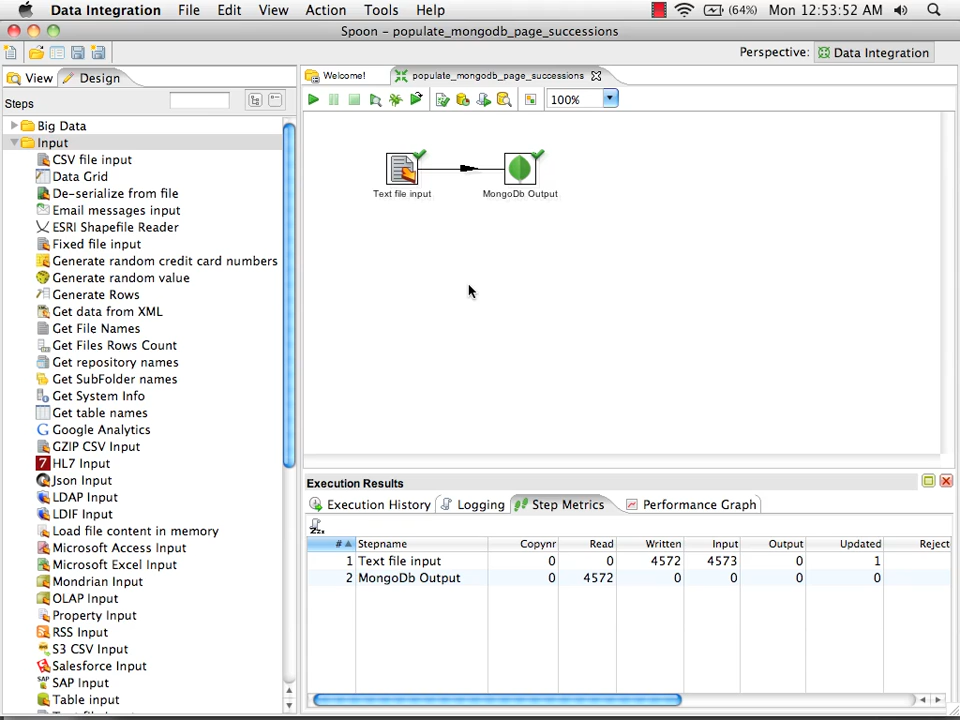 Data Integration File Edit View Action Tools Help (64%) Mon 12:53:52 AM
Spoon - populate_mongodb_page_successions
Perspective: Data Integration
View Design
Welcome! populate_mongodb_page_successions
Steps
100%
Big Data
Input
CSV file input
Data Grid
De-serialize from file
Email messages input
ESRI Shapefile Reader
Fixed file input
Generate random credit card numbers
Generate random value
Generate Rows
Get data from XML
Get File Names
Get Files Rows Count
Get repository names
Get SubFolder names
Get System Info
Get table names
Google Analytics
GZIP CSV Input
7 HL7 Input
Json Input
LDAP Input
LDIF Input
Load file content in memory
Microsoft Access Input
Microsoft Excel Input
Mondrian Input
OLAP Input
Property Input
RSS Input
S3 CSV Input
Salesforce Input
SAP Input
Table input
Text file input
MongoDb Output
Execution Results
Execution History Logging Step Metrics Performance Graph
# Stepname Copynr Read Written Input Output Updated Reject
1 Text file input 0 0 4572 4573 0 1
2 MongoDb Output 0 4572 0 0 0 0